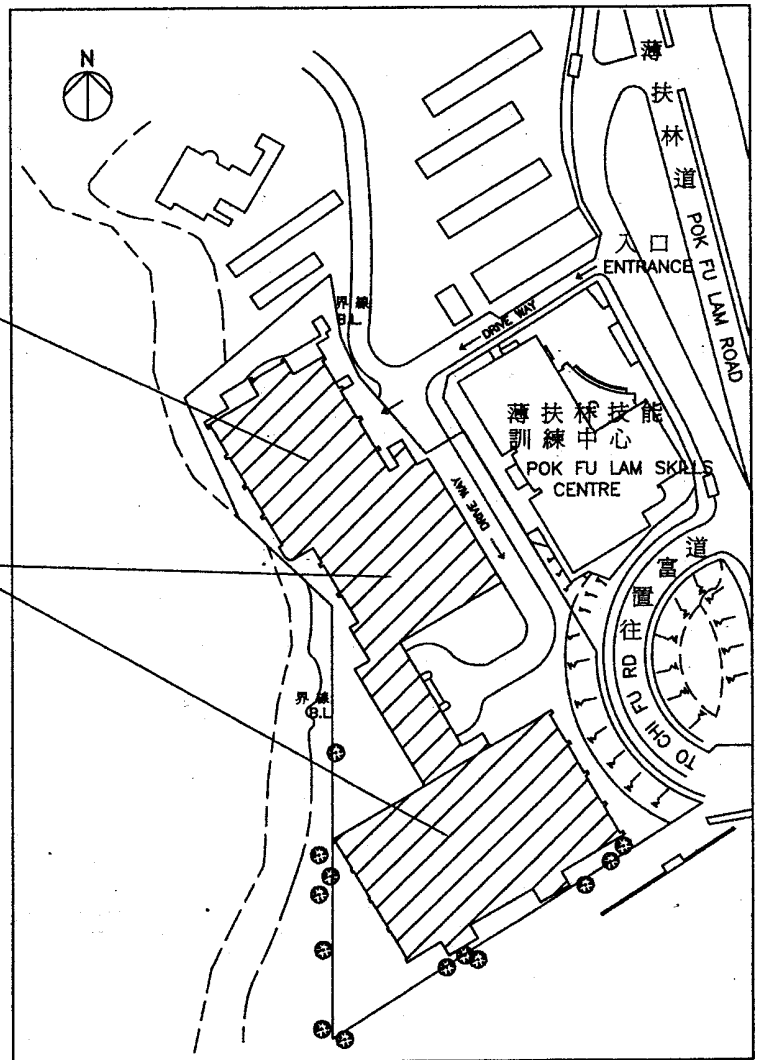 N
薄扶林道
POK FU LAM ROAD
入口
ENTRANCE
界線
B.L.
DRIVE WAY
薄扶林技能
訓練中心
POK FU LAM SKILLS
CENTRE
DRIVE WAY
往置富道
TO CHI FU RD
界線
B.L.